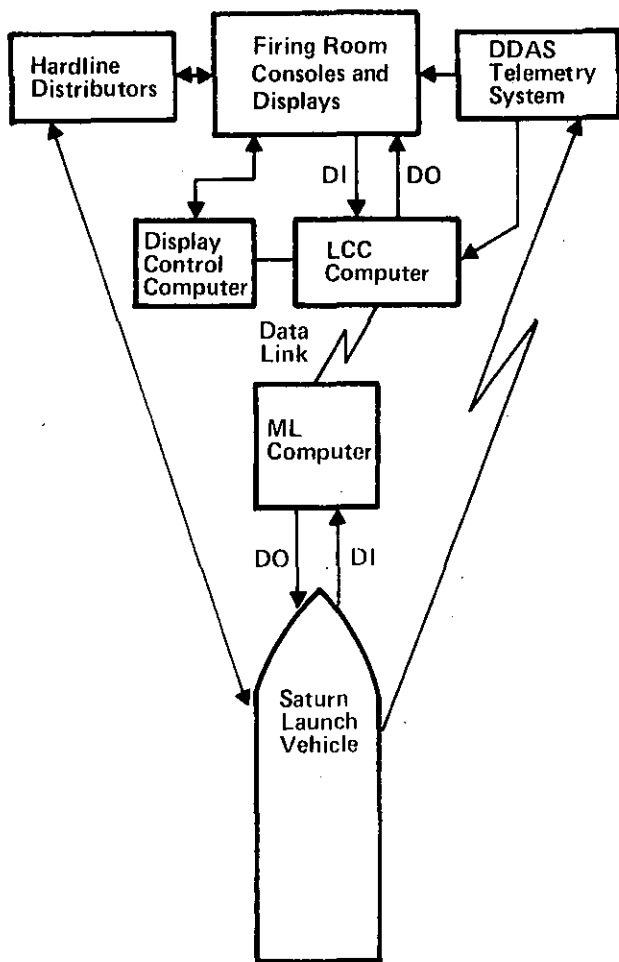 Hardline
Distributors
Firing Room
Consoles and
Displays
DDAS
Telemetry
System
DI
DO
Display
Control
Computer
LCC
Computer
Data
Link
ML
Computer
DO
DI
Saturn
Launch
Vehicle